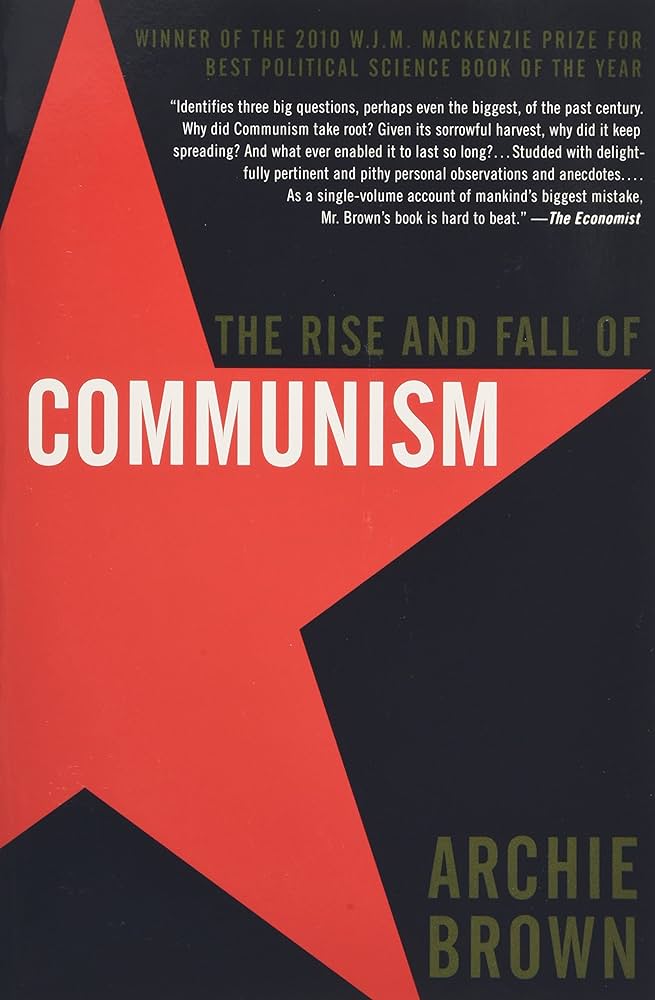 WINNER OF THE 2010 W.J.M. MACKENZIE PRIZE FOR
BEST POLITICAL SCIENCE BOOK OF THE YEAR
“Identifies three big questions, perhaps even the biggest, of the past century.
Why did Communism take root? Given its sorrowful harvest, why did it keep
spreading? And what ever enabled it to last so long?...Studded with delight-
fully pertinent and pithy personal observations and anecdotes....
As a single-volume account of mankind’s biggest mistake,
Mr. Brown’s book is hard to beat.” —The Economist
THE RISE AND FALL OF
COMMUNISM
ARCHIE
BROWN